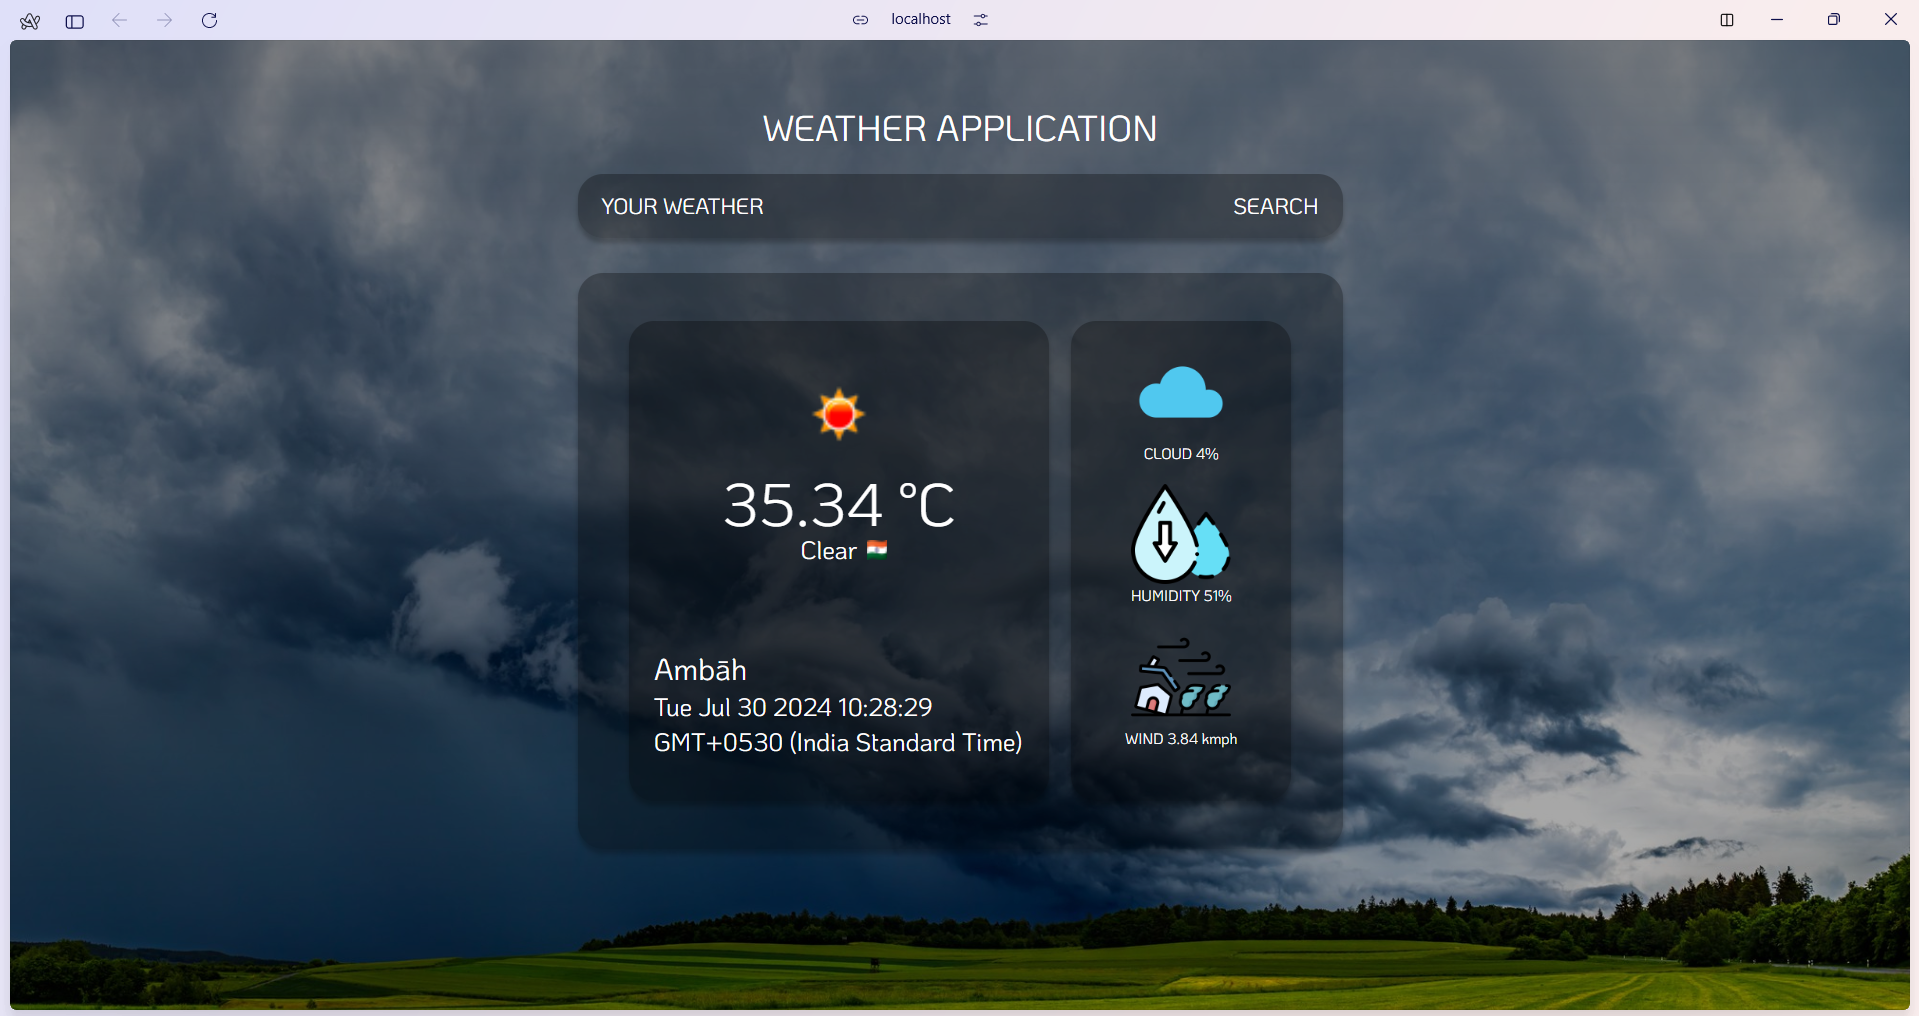 localhost
WEATHER APPLICATION
YOUR WEATHER
SEARCH
35.34 °C
Clear
Ambāh
Tue Jul 30 2024 10:28:29
GMT+0530 (India Standard Time)
CLOUD 4%
HUMIDITY 51%
WIND 3.84 kmph